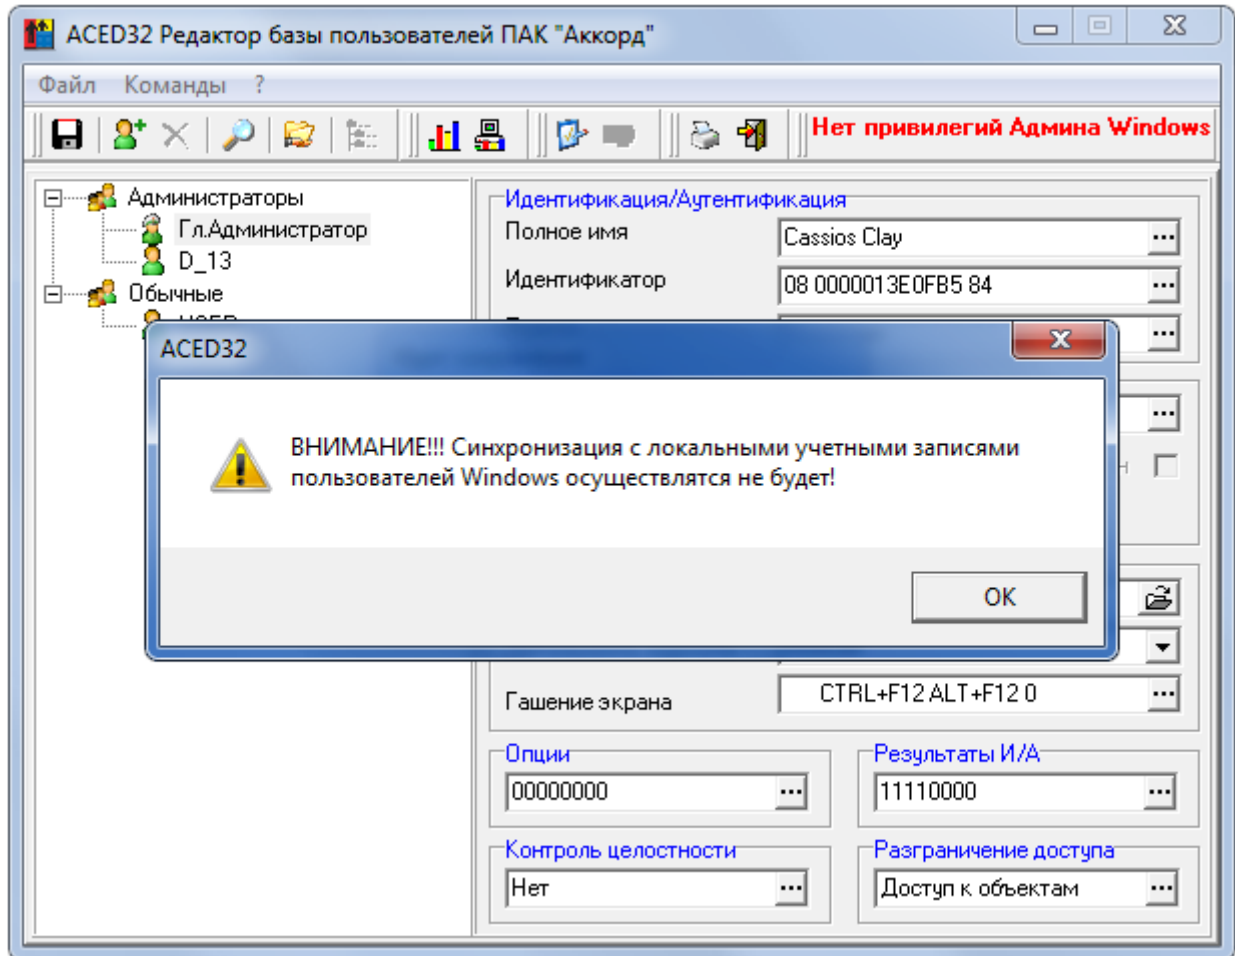 ACED32 Редактор базы пользователей ПАК "Аккорд"
Файл Команды ?
Нет привилегий Админа Windows
Администраторы
Гл.Администратор
D_13
Обычные
Идентификация/Аутентификация
Полное имя
Cassios Clay
Идентификатор
08 0000013E0FB5 84
ACED32
ВНИМАНИЕ!!! Синхронизация с локальными учетными записями
пользователей Windows осуществлятся не будет!
OK
Гашение экрана
CTRL+F12 ALT+F12 0
Опции
00000000
Результаты И/А
11110000
Контроль целостности
Нет
Разграничение доступа
Доступ к объектам